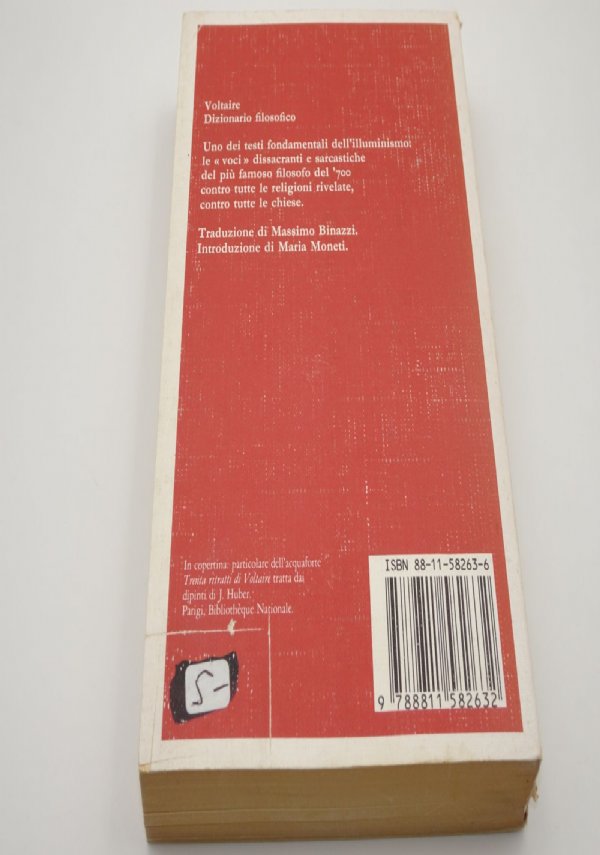 Voltaire
Dizionario filosofico
Uno dei testi fondamentali dell'illuminismo:
le «voci» dissacranti e sarcastiche
del più famoso filosofo del '700
contro tutte le religioni rivelate,
contro tutte le chiese.
Traduzione di Massimo Binazzi.
Introduzione di Maria Moneti.
In copertina: particolare dell'acquaforte
Trenta ritratti di Voltaire tratta dai
dipinti di J. Huber.
Parigi, Bibliothèque Nationale.
ISBN 88-11-58263-6
9 788811 582632